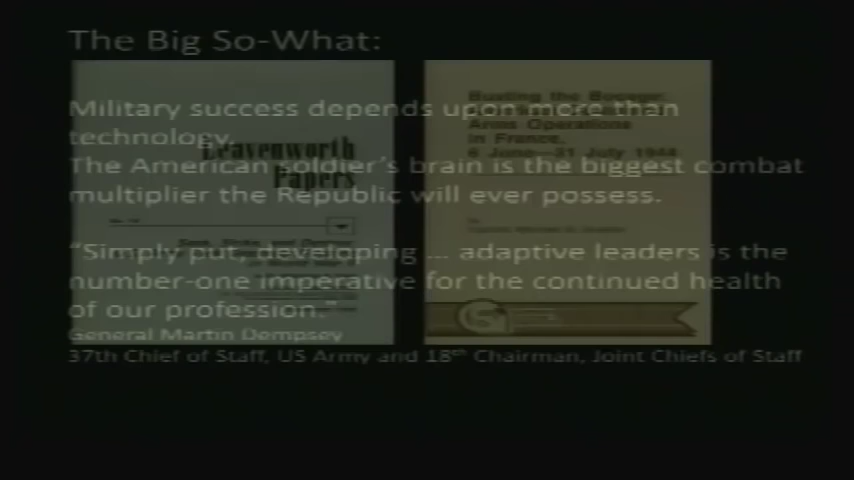 The Big So-What:
Military success depends upon more than
technology.
The American soldier's brain is the biggest combat
multiplier the Republic will ever possess.
"Simply put, developing ... adaptive leaders is the
number-one imperative for the continued health
of our profession."
General Martin Dempsey
37th Chief of Staff, US Army and 18th Chairman, Joint Chiefs of Staff
Leavenworth
Papers
Busting the Bocage:
Arms Operations
in France,
6 June—31 July 1944